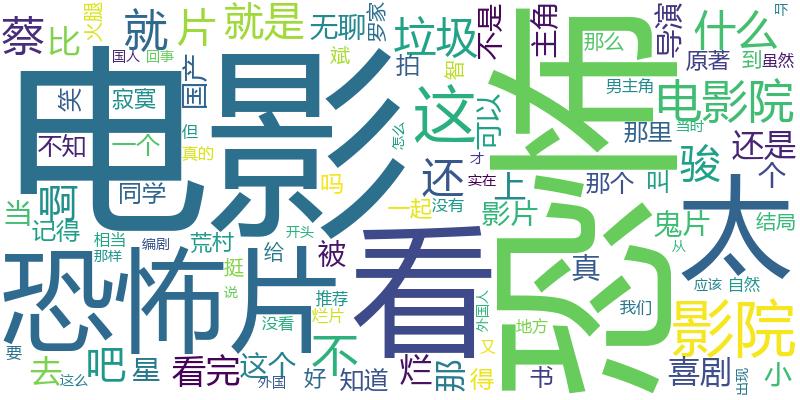 蔡
比
火腿
就
片
就是
无聊
罗家
垃圾
不是
主角
导演
什么
吓
国人
回事
斌
那么
原著
到
虽然
电影
恐怖
笑
国产
拍
智
男主角
电影院
寂寞
这
可以
那里
当时
不知
一个
但
真的
怎么
还是
同学
吗
还
才
实在
骏
个
当
啊
一起
没有
上
那个
叫
太
记得
相当
那样
编剧
荒村
开头
给
被
影片
鬼片
结局
从
恐怖片
挺
说
看
真
应该
自然
推荐
烂片
外国人
我们
影院
没看
地方
要
去
吧
星
看完
这个
不
烂
那
又
喜剧
出现
小
这么
外国
好
知道
得
书